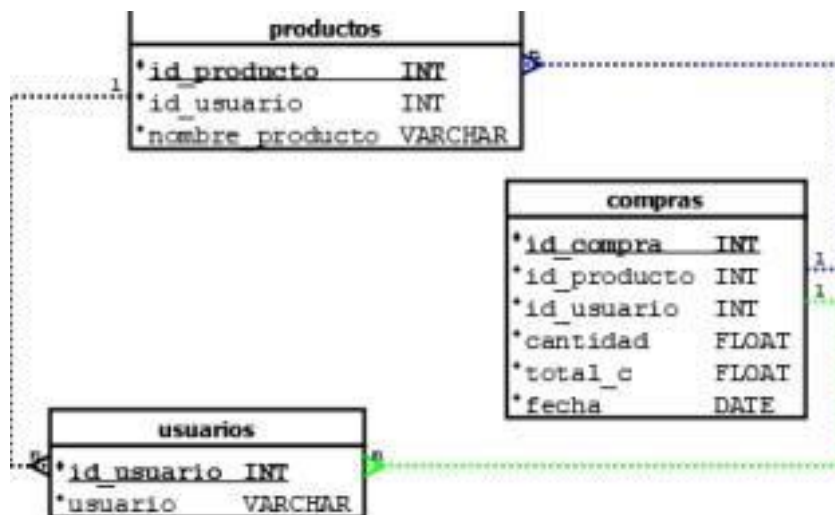 productos
n
*id_producto INT
1
*id_usuario INT
*nombre_producto VARCHAR
compras
*id_compra INT
1
*id_producto INT
1
*id_usuario INT
*cantidad FLOAT
*total_c FLOAT
*fecha DATE
usuarios
n
n
*id_usuario INT
*usuario VARCHAR